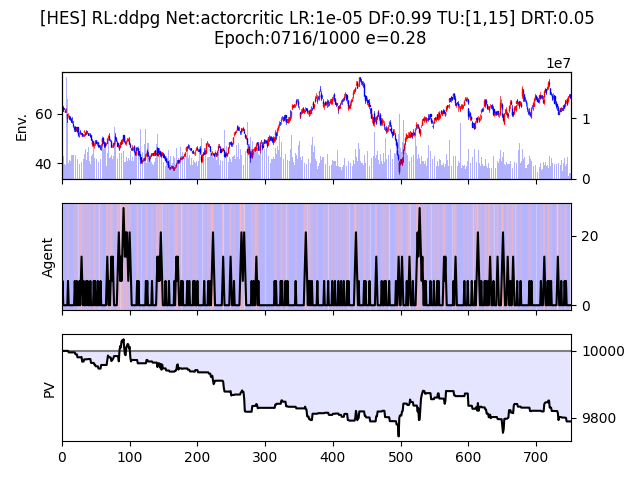 [HES] RL:ddpg Net:actorcritic LR:1e-05 DF:0.99 TU:[1,15] DRT:0.05
Epoch:0716/1000 e=0.28
1e7
Env.
60
40
1
0
Agent
20
0
PV
10000
9800
0 100 200 300 400 500 600 700